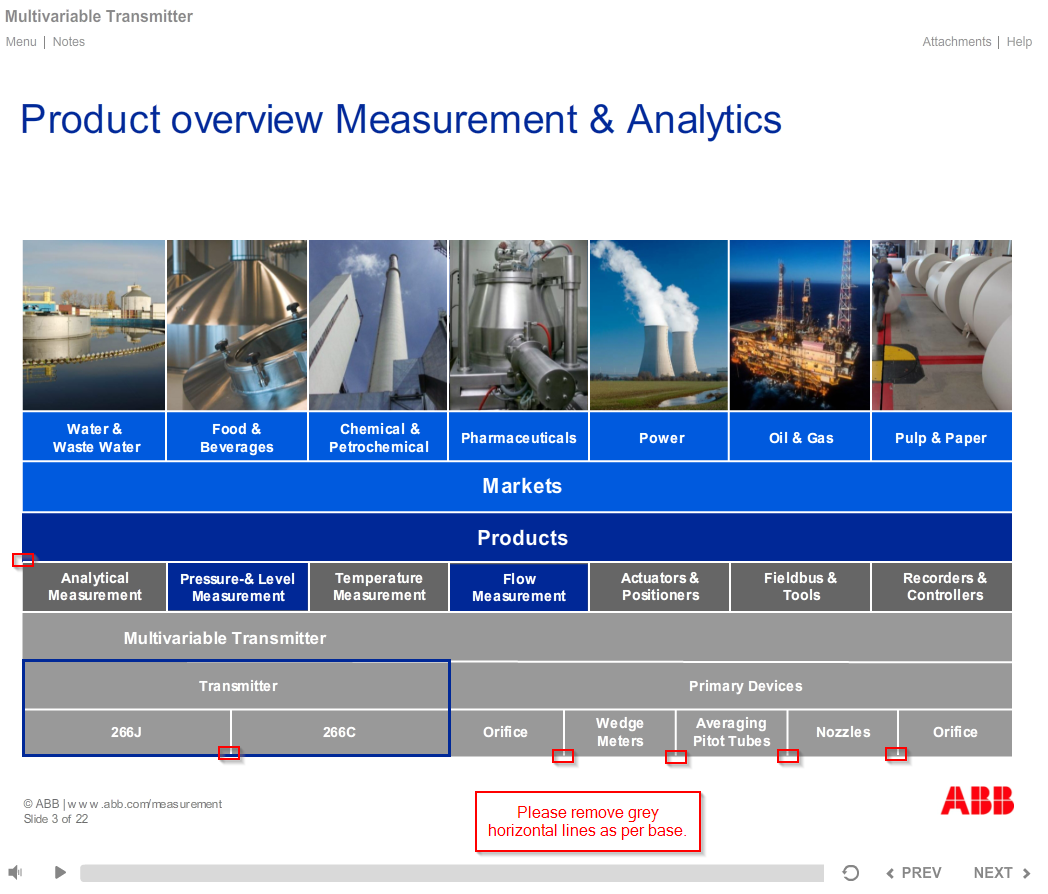 Multivariable Transmitter
Menu | Notes
Attachments | Help
Product overview Measurement & Analytics
Water &
Waste Water
Food &
Beverages
Chemical &
Petrochemical
Pharmaceuticals
Power
Oil & Gas
Pulp & Paper
Markets
Products
Analytical
Measurement
Pressure-& Level
Measurement
Temperature
Measurement
Flow
Measurement
Actuators &
Positioners
Fieldbus &
Tools
Recorders &
Controllers
Multivariable Transmitter
Transmitter
Primary Devices
266J
266C
Orifice
Wedge
Meters
Averaging
Pitot Tubes
Nozzles
Orifice
© ABB | www.abb.com/measurement
Slide 3 of 22
Please remove grey
horizontal lines as per base.
ABB
PREV
NEXT